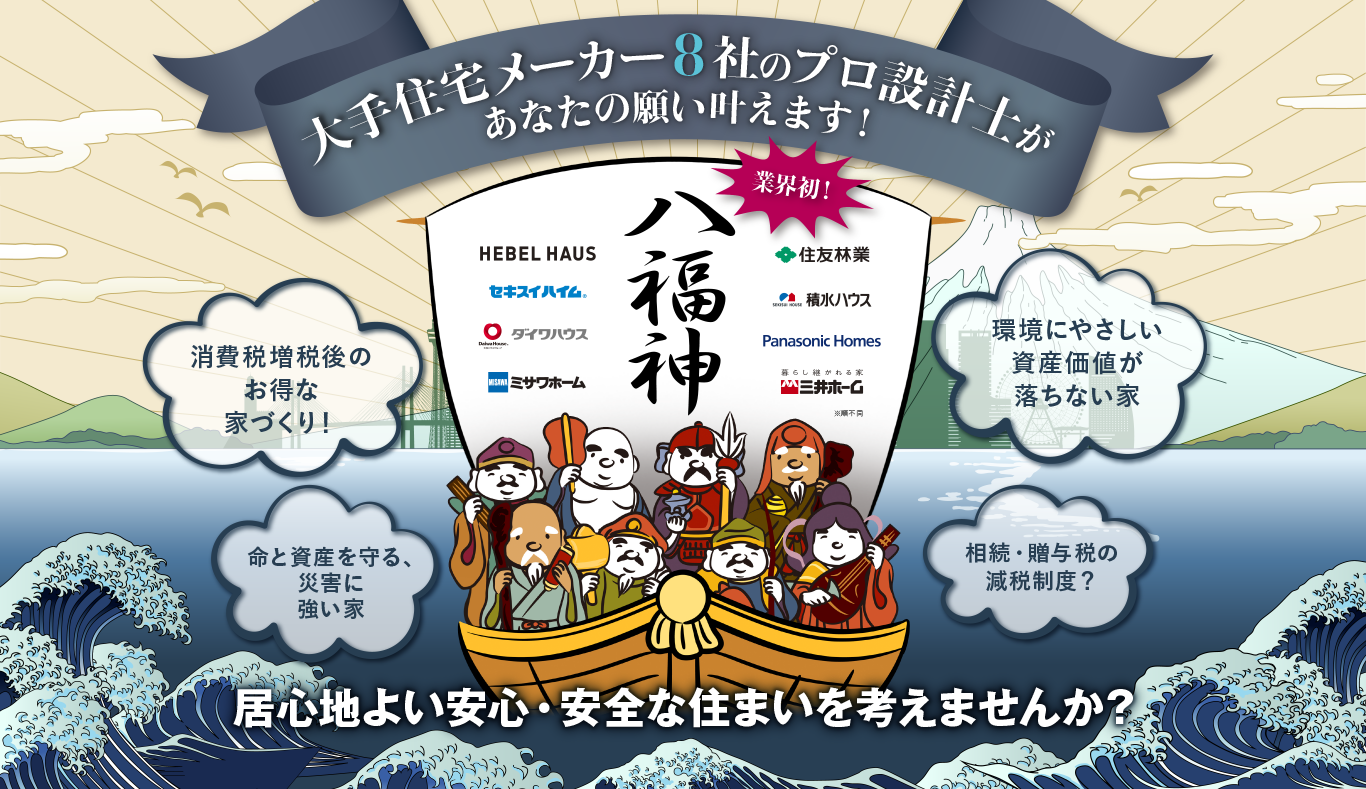 大手住宅メーカー8社のプロ設計士が
あなたの願い叶えます！
業界初！
八福神
HEBEL HAUS
セキスイハイム
Daiwa House
ダイワハウス
MISAWA
ミサワホーム
住友林業
SEKISUI HOUSE
積水ハウス
Panasonic Homes
暮らし継がれる家
三井ホーム
※順不同
消費税増税後の
お得な
家づくり！
環境にやさしい
資産価値が
落ちない家
命と資産を守る、
災害に
強い家
相続・贈与税の
減税制度？
居心地よい安心・安全な住まいを考えませんか？